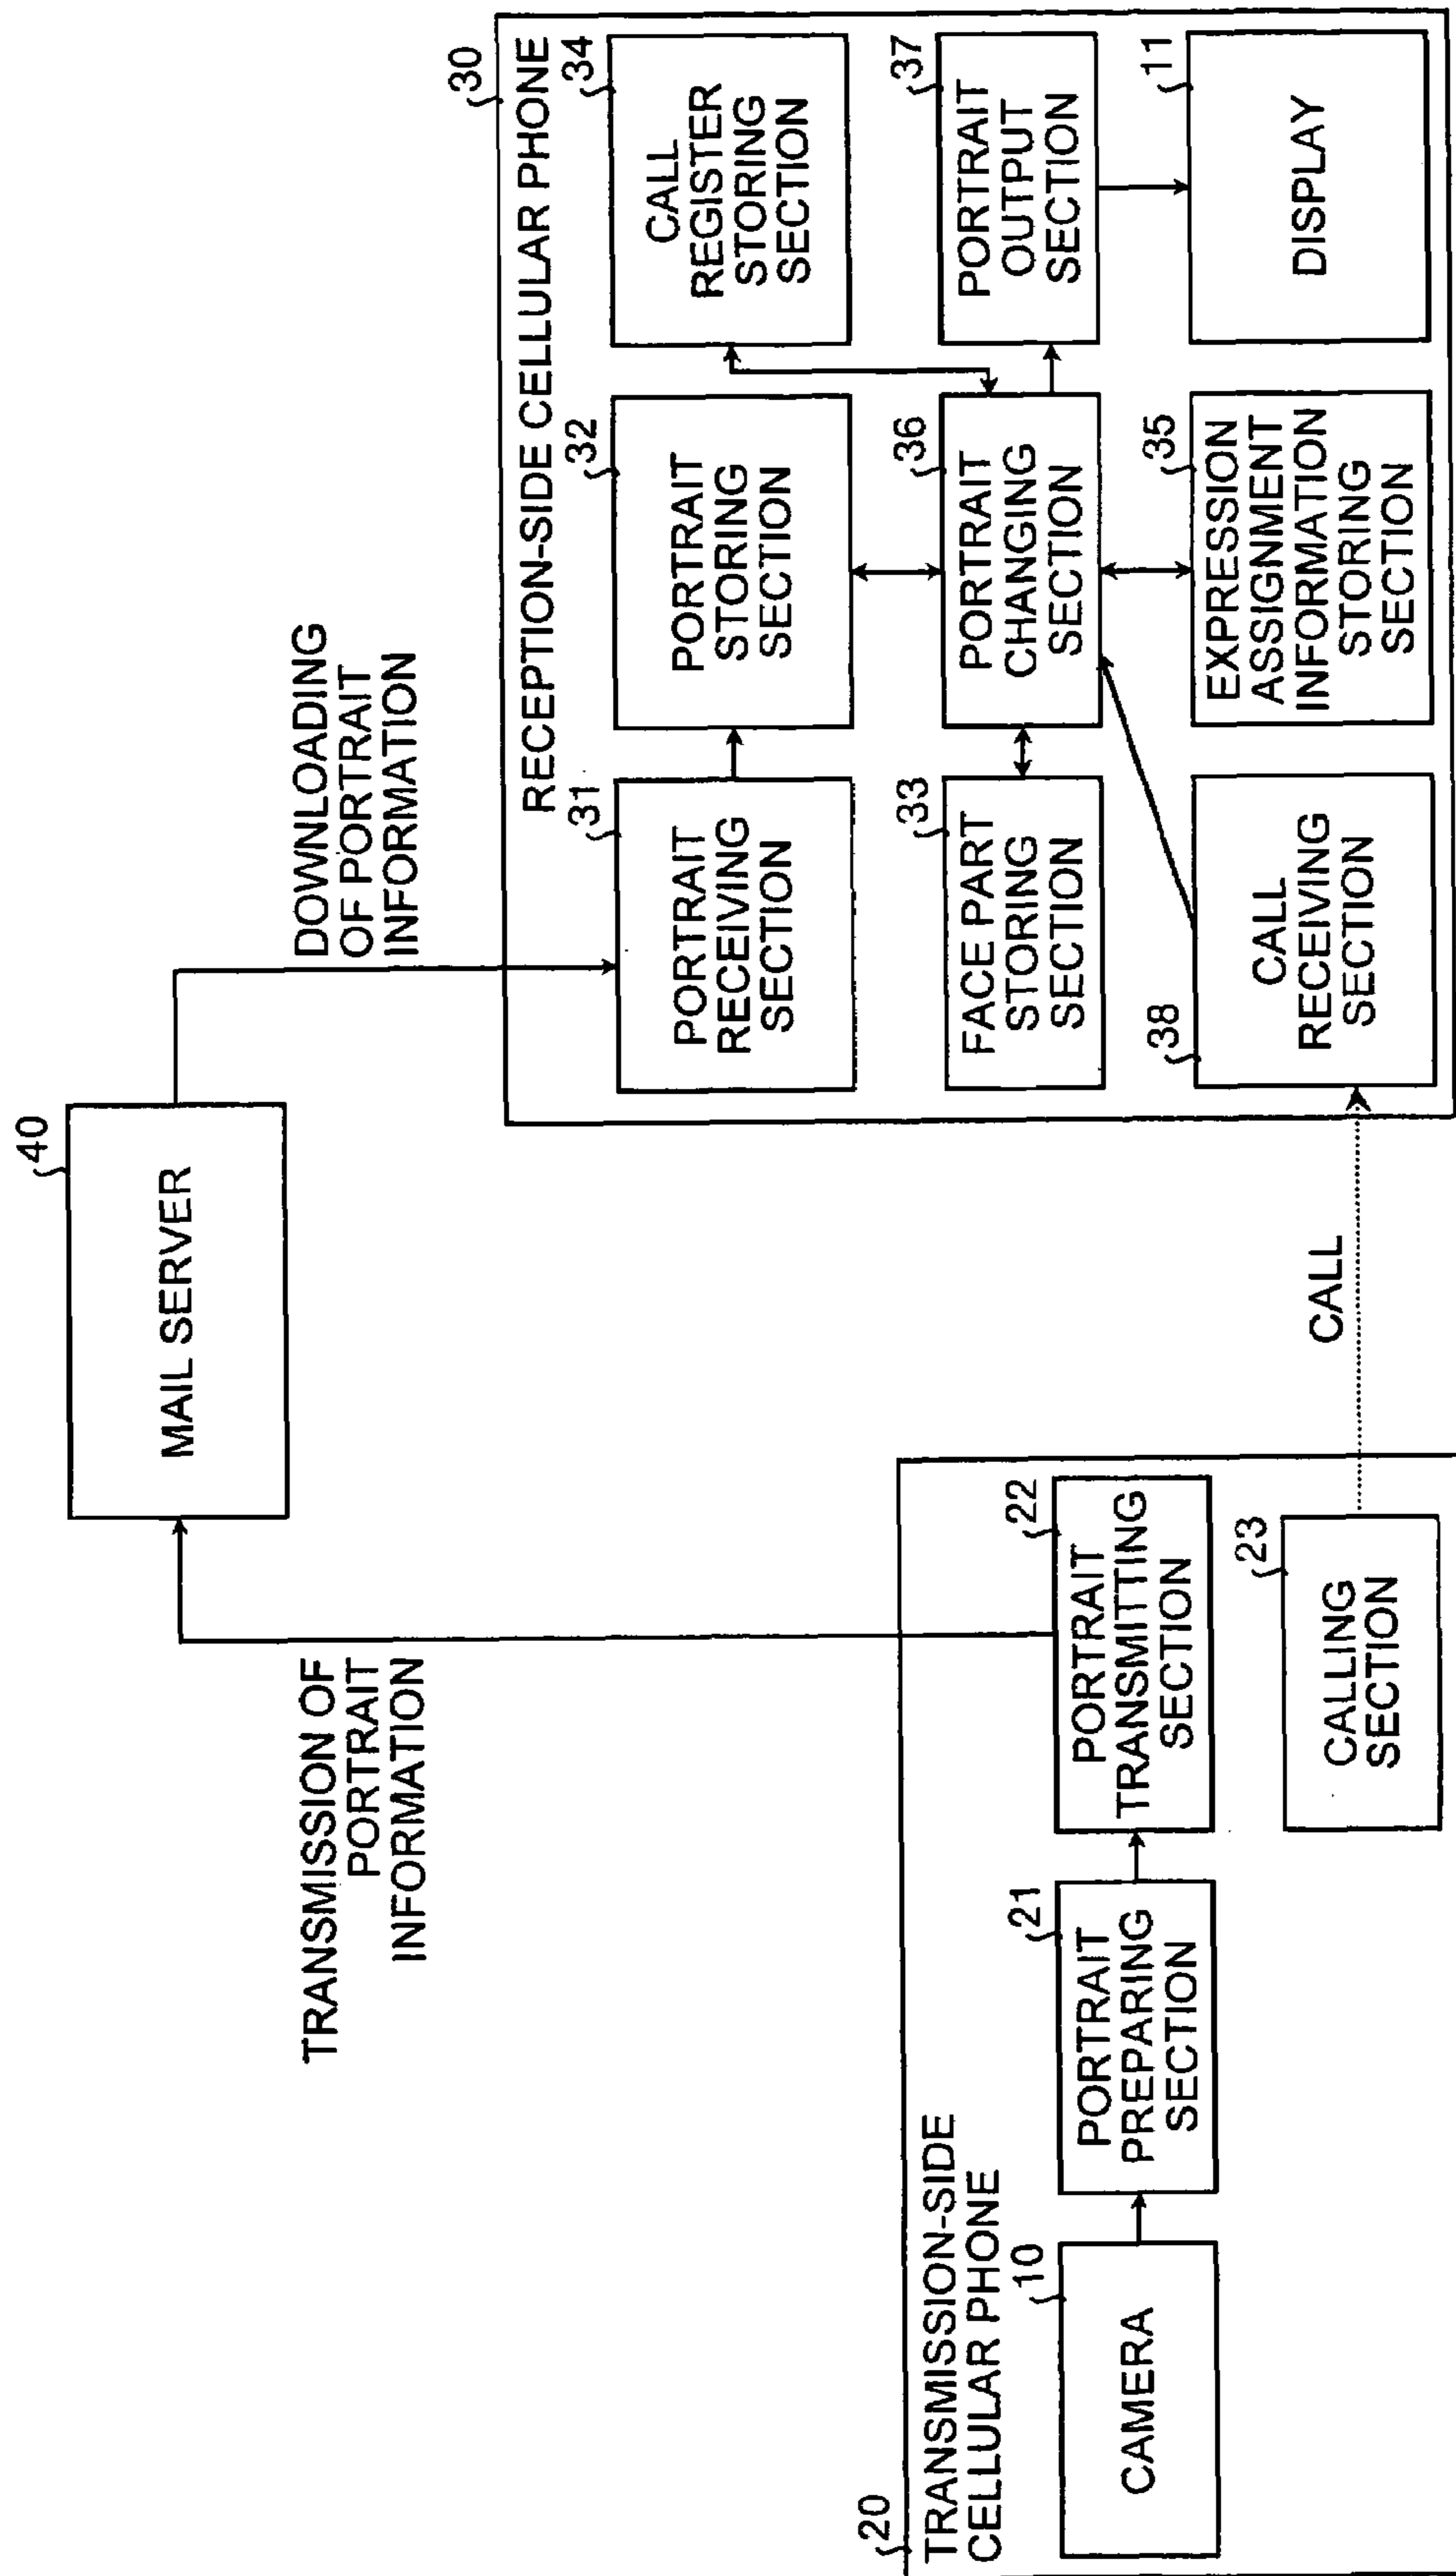 40
MAIL SERVER
TRANSMISSION OF
PORTRAIT
INFORMATION
DOWNLOADING
OF PORTRAIT
INFORMATION
20
TRANSMISSION-SIDE
CELLULAR PHONE
10
CAMERA
21
PORTRAIT
PREPARING
SECTION
22
PORTRAIT
TRANSMITTING
SECTION
23
CALLING
SECTION
CALL
30
RECEPTION-SIDE CELLULAR PHONE
31
PORTRAIT
RECEIVING
SECTION
32
PORTRAIT
STORING
SECTION
34
CALL
REGISTER
STORING
SECTION
33
FACE PART
STORING
SECTION
36
PORTRAIT
CHANGING
SECTION
37
PORTRAIT
OUTPUT
SECTION
38
CALL
RECEIVING
SECTION
35
EXPRESSION
ASSIGNMENT
INFORMATION
STORING
SECTION
11
DISPLAY